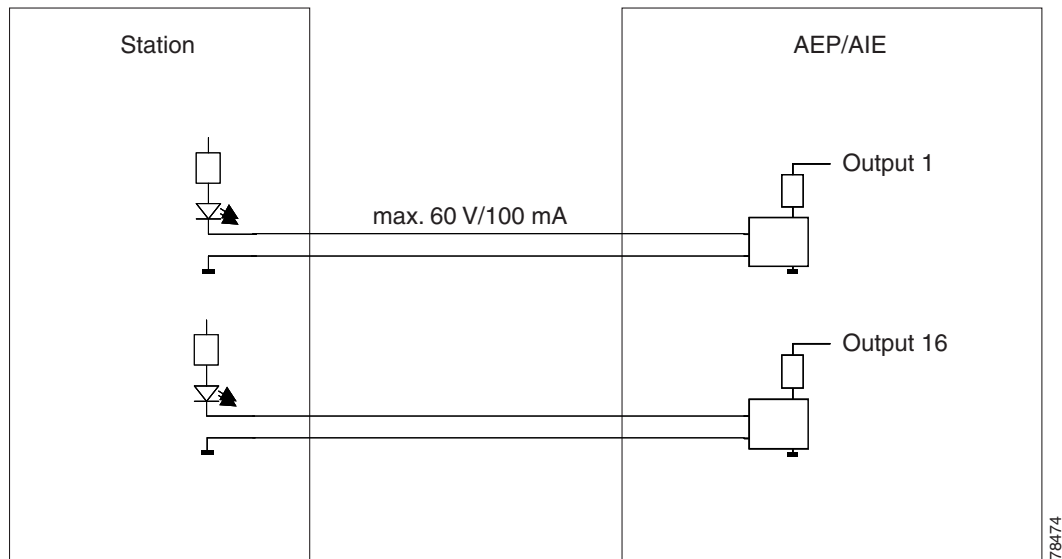 Station
AEP/AIE
Output 1
max. 60 V/100 mA
Output 16
78474